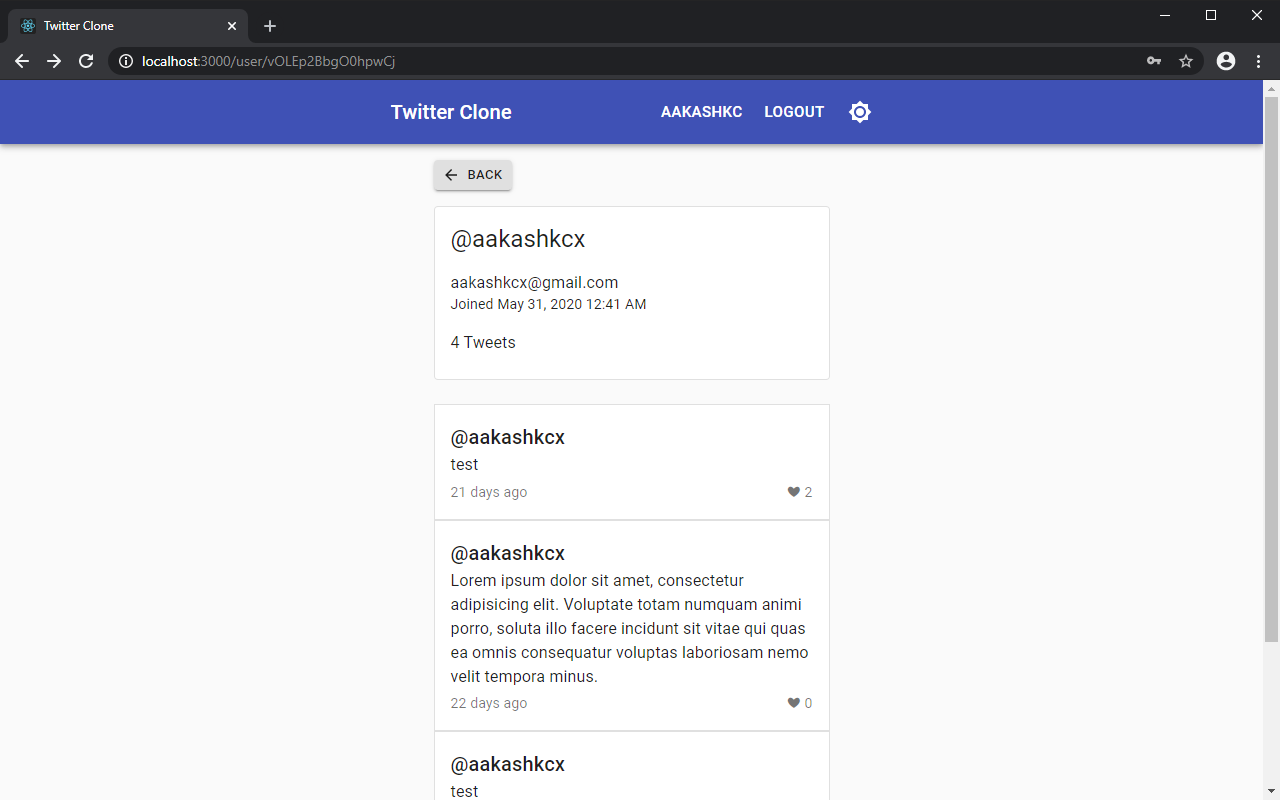 Twitter Clone
localhost:3000/user/vOLEp2BbgO0hpwCj
Twitter Clone
AAKASHKC
LOGOUT
BACK
@aakashkcx
aakashkcx@gmail.com
Joined May 31, 2020 12:41 AM
4 Tweets
@aakashkcx
test
21 days ago
2
@aakashkcx
Lorem ipsum dolor sit amet, consectetur
adipisicing elit. Voluptate totam numquam animi
porro, soluta illo facere incidunt sit vitae qui quas
ea omnis consequatur voluptas laboriosam nemo
velit tempora minus.
22 days ago
0
@aakashkcx
test